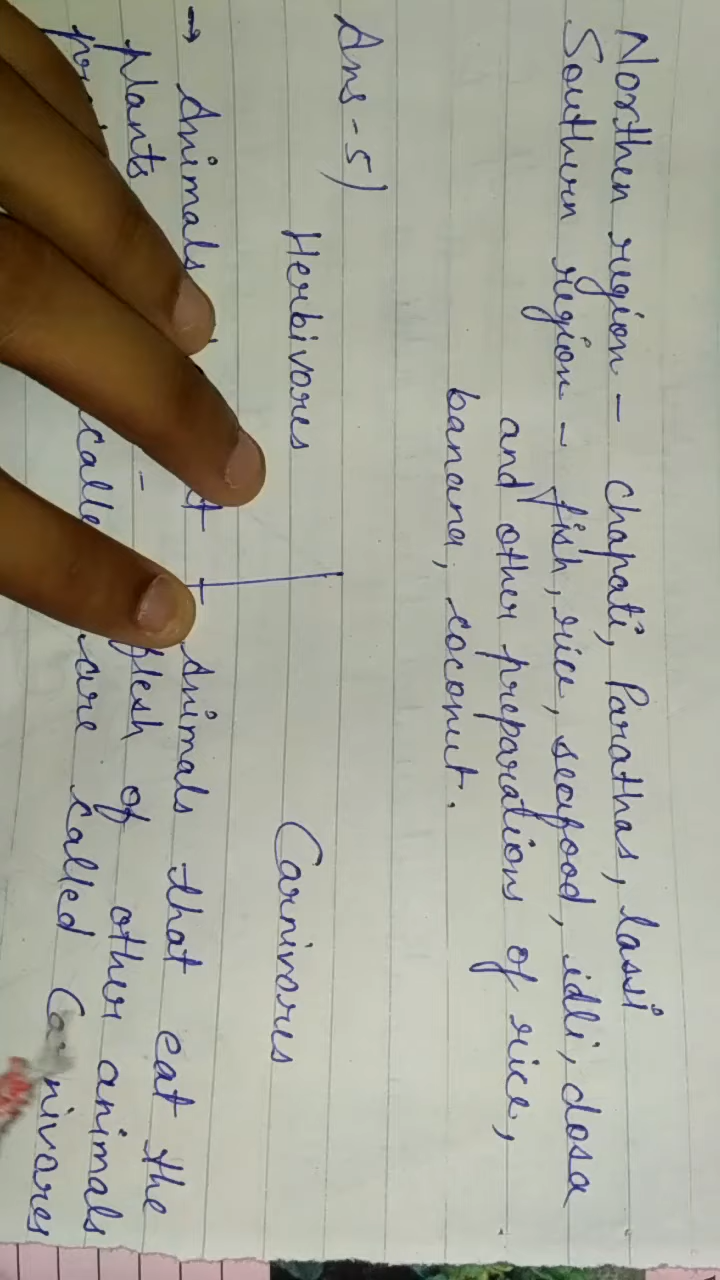 Northen region - Chapati, Parathas, lassi
Southern region - fish, rice, seafood, idli, dosa
and other preparations of rice,
banana, coconut.
Ans-5)
Herbivores Carnivores
→ Animals → Animals that eat the
plants flesh of other animals
are called Carnivores